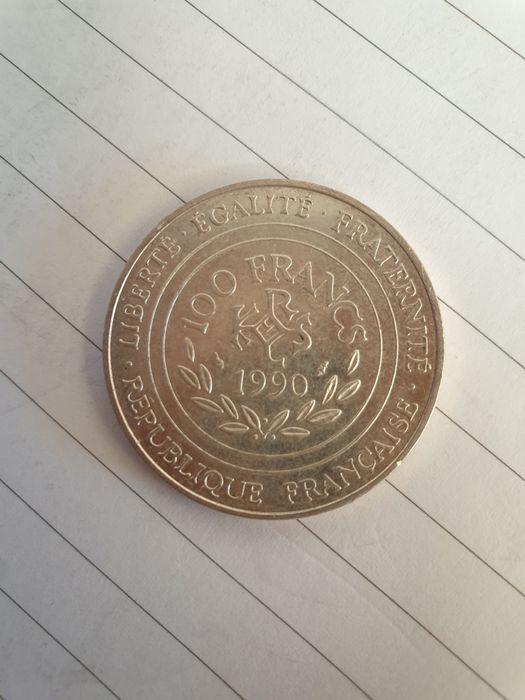 LIBERTÉ · ÉGALITÉ · FRATERNITÉ ·
RÉPUBLIQUE FRANÇAISE ·
100 FRANCS
1990